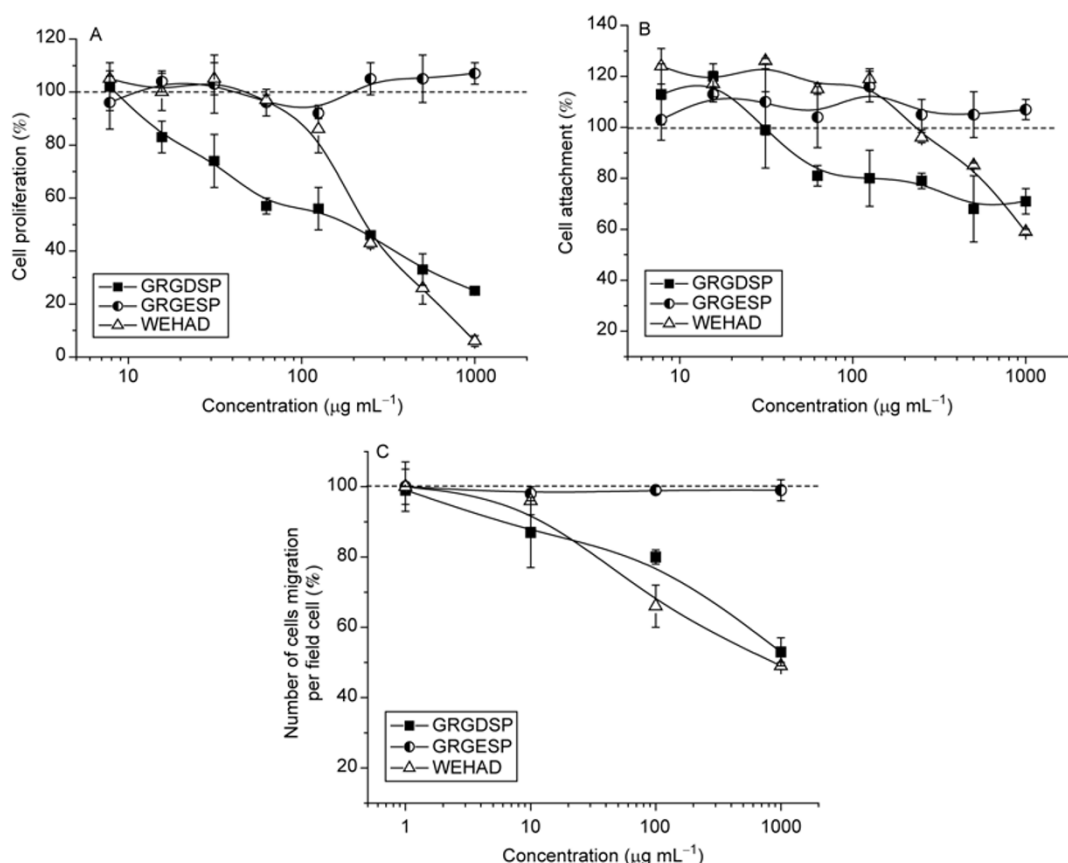 A
Cell proliferation (%)
120
100
80
60
40
20
0
GRGDSP
GRGESP
WEHAD
10
100
1000
Concentration (μg mL⁻¹)
B
Cell attachment (%)
140
120
100
80
60
40
20
GRGDSP
GRGESP
WEHAD
10
100
1000
Concentration (μg mL⁻¹)
C
Number of cells migration
per field cell (%)
100
80
60
40
20
GRGDSP
GRGESP
WEHAD
1
10
100
1000
Concentration (μg mL⁻¹)